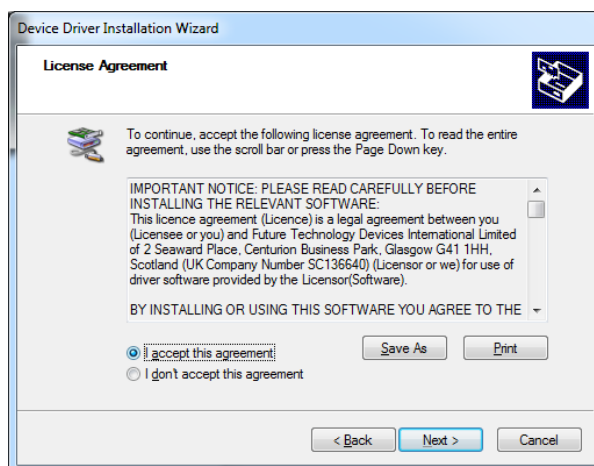 Device Driver Installation Wizard
License Agreement
To continue, accept the following license agreement. To read the entire
agreement, use the scroll bar or press the Page Down key.
IMPORTANT NOTICE: PLEASE READ CAREFULLY BEFORE
INSTALLING THE RELEVANT SOFTWARE:
This licence agreement (Licence) is a legal agreement between you
(Licensee or you) and Future Technology Devices International Limited
of 2 Seaward Place, Centurion Business Park, Glasgow G41 1HH,
Scotland (UK Company Number SC136640) (Licensor or we) for use of
driver software provided by the Licensor(Software).
BY INSTALLING OR USING THIS SOFTWARE YOU AGREE TO THE
I accept this agreement
Save As
Print
I don't accept this agreement
< Back
Next >
Cancel